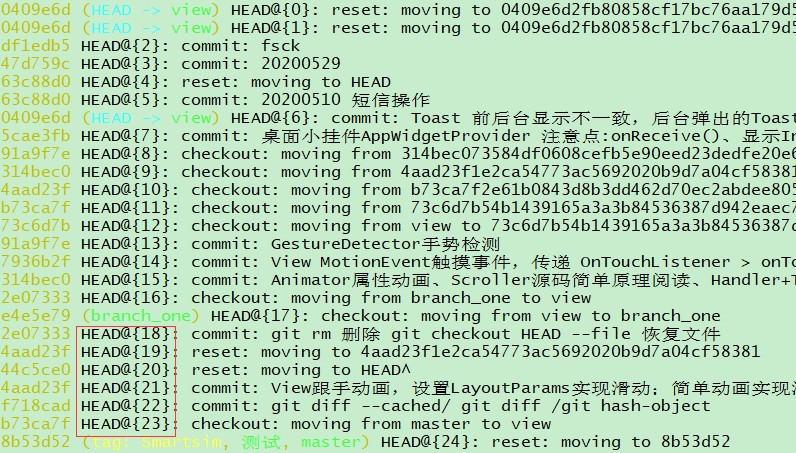 0409e6d (HEAD -> view) HEAD@{0}: reset: moving to 0409e6d2fb80858cf17bc76aa179d5
0409e6d (HEAD -> view) HEAD@{1}: reset: moving to 0409e6d2fb80858cf17bc76aa179d5
df1edb5 HEAD@{2}: commit: fsck
47d759c HEAD@{3}: commit: 20200529
63c88d0 HEAD@{4}: reset: moving to HEAD
63c88d0 HEAD@{5}: commit: 20200510 短信操作
0409e6d (HEAD -> view) HEAD@{6}: commit: Toast 前后台显示不一致，后台弹出的Toast
5cae3fb HEAD@{7}: commit: 桌面小挂件AppWidgetProvider 注意点:onReceive()、显示In
91a9f7e HEAD@{8}: checkout: moving from 314bec073584df0608cefb5e90eed23dedfe20e6
314bec0 HEAD@{9}: checkout: moving from 4aad23f1e2ca54773ac5692020b9d7a04cf58381
4aad23f HEAD@{10}: checkout: moving from b73ca7f2e61b0843d8b3dd462d70ec2abdee805
b73ca7f HEAD@{11}: checkout: moving from 73c6d7b54b1439165a3a3b84536387d942eaec7
73c6d7b HEAD@{12}: checkout: moving from view to 73c6d7b54b1439165a3a3b84536387d
91a9f7e HEAD@{13}: commit: GestureDetector手势检测
7936b2f HEAD@{14}: commit: View MotionEvent触摸事件，传递 OnTouchListener > onTo
314bec0 HEAD@{15}: commit: Animator属性动画、Scroller源码简单原理阅读、Handler+T
2e07333 HEAD@{16}: checkout: moving from branch_one to view
e4e5e79 (branch_one) HEAD@{17}: checkout: moving from view to branch_one
2e07333 HEAD@{18}: commit: git rm 删除 git checkout HEAD --file 恢复文件
4aad23f HEAD@{19}: reset: moving to 4aad23f1e2ca54773ac5692020b9d7a04cf58381
44c5ce0 HEAD@{20}: reset: moving to HEAD^
4aad23f HEAD@{21}: commit: View跟手动画，设置LayoutParams实现滑动；简单动画实现
f718cad HEAD@{22}: commit: git diff --cached/ git diff /git hash-object
b73ca7f HEAD@{23}: checkout: moving from master to view
8b53d52 (tag: Smartsim, 测试, master) HEAD@{24}: reset: moving to 8b53d52